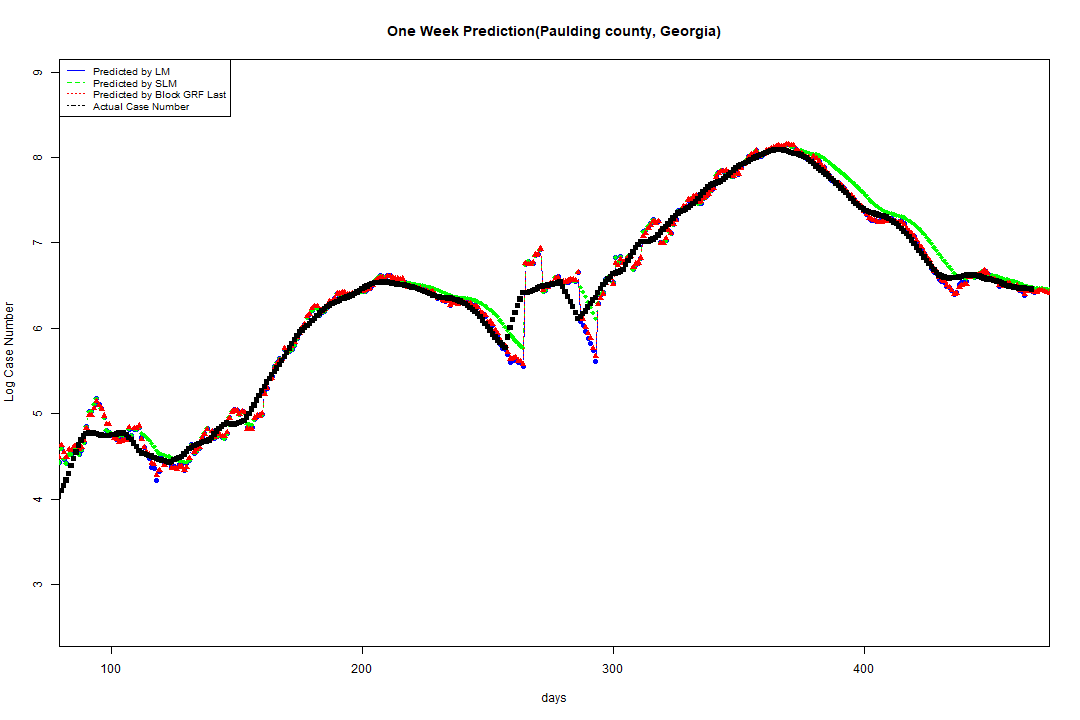 One Week Prediction(Paulding county, Georgia)
Predicted by LM
Predicted by SLM
Predicted by Block GRF Last
Actual Case Number
9
8
7
6
5
4
3
Log Case Number
100 200 300 400
days